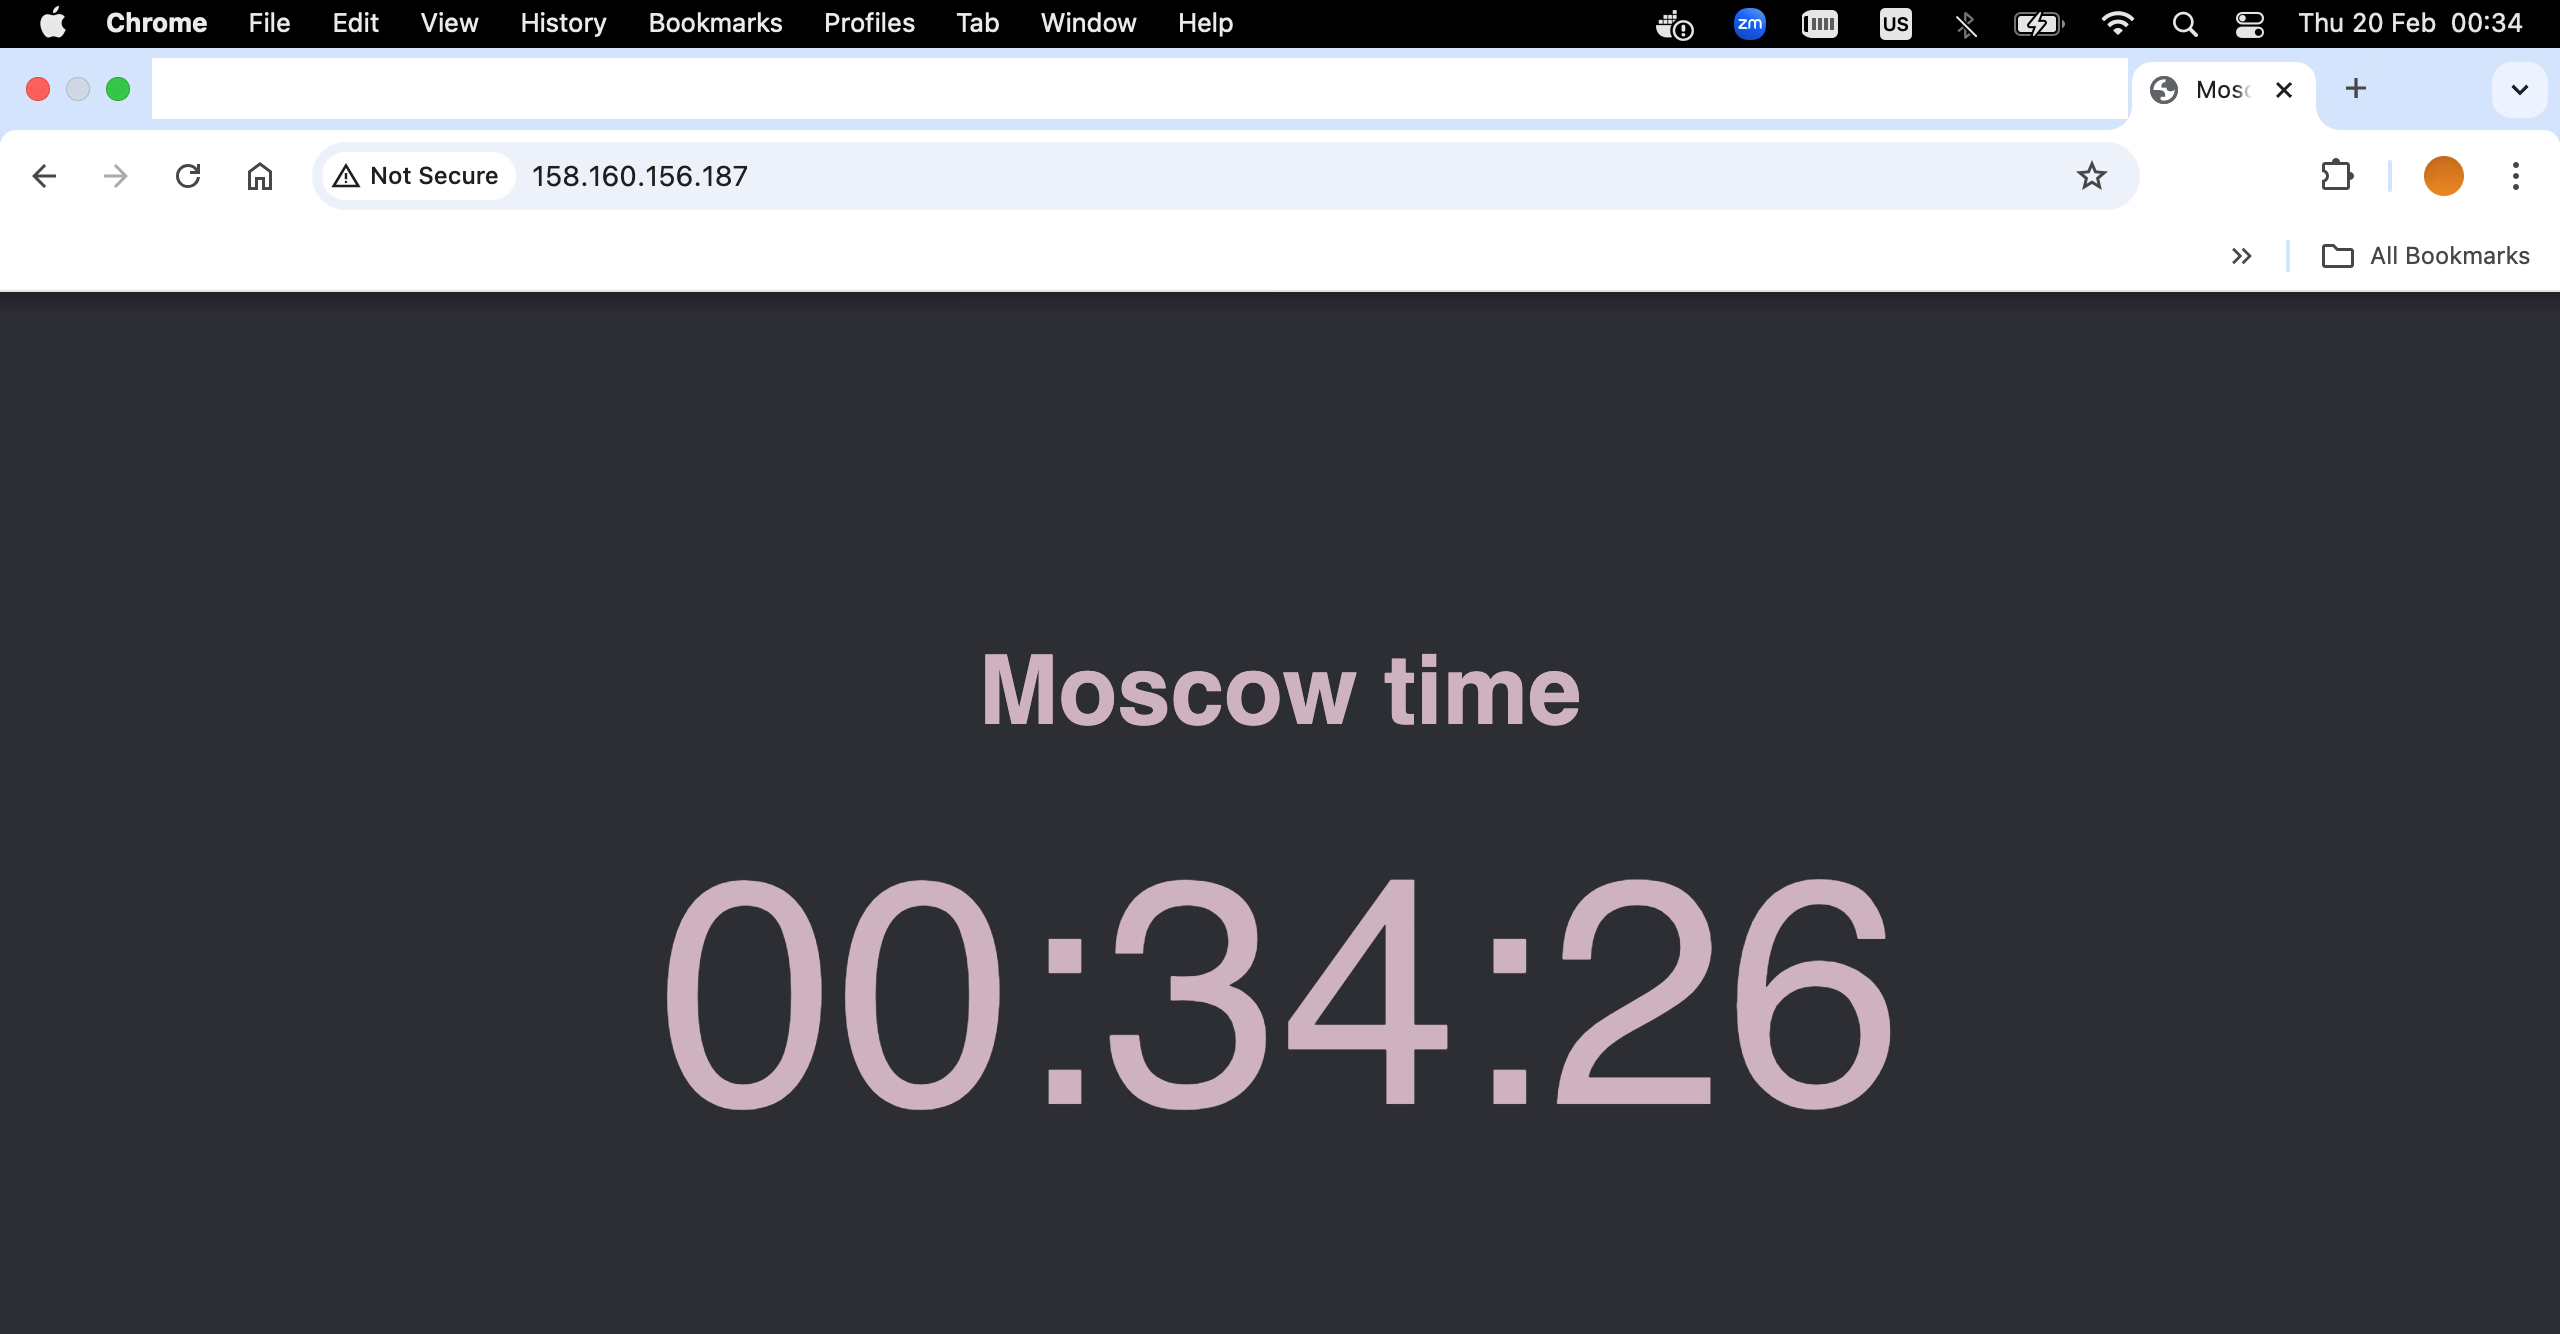 Chrome File Edit View History Bookmarks Profiles Tab Window Help zm US Thu 20 Feb 00:34
Mosc
Not Secure 158.160.156.187
All Bookmarks
Moscow time
00:34:26